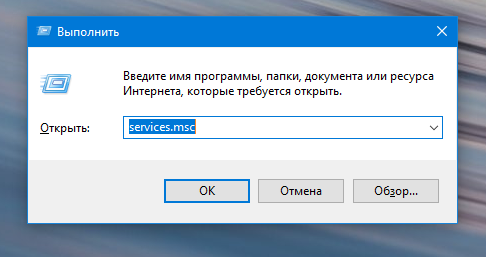 Выполнить
Введите имя программы, папки, документа или ресурса
Интернета, которые требуется открыть.
Открыть: services.msc
OK Отмена Обзор...